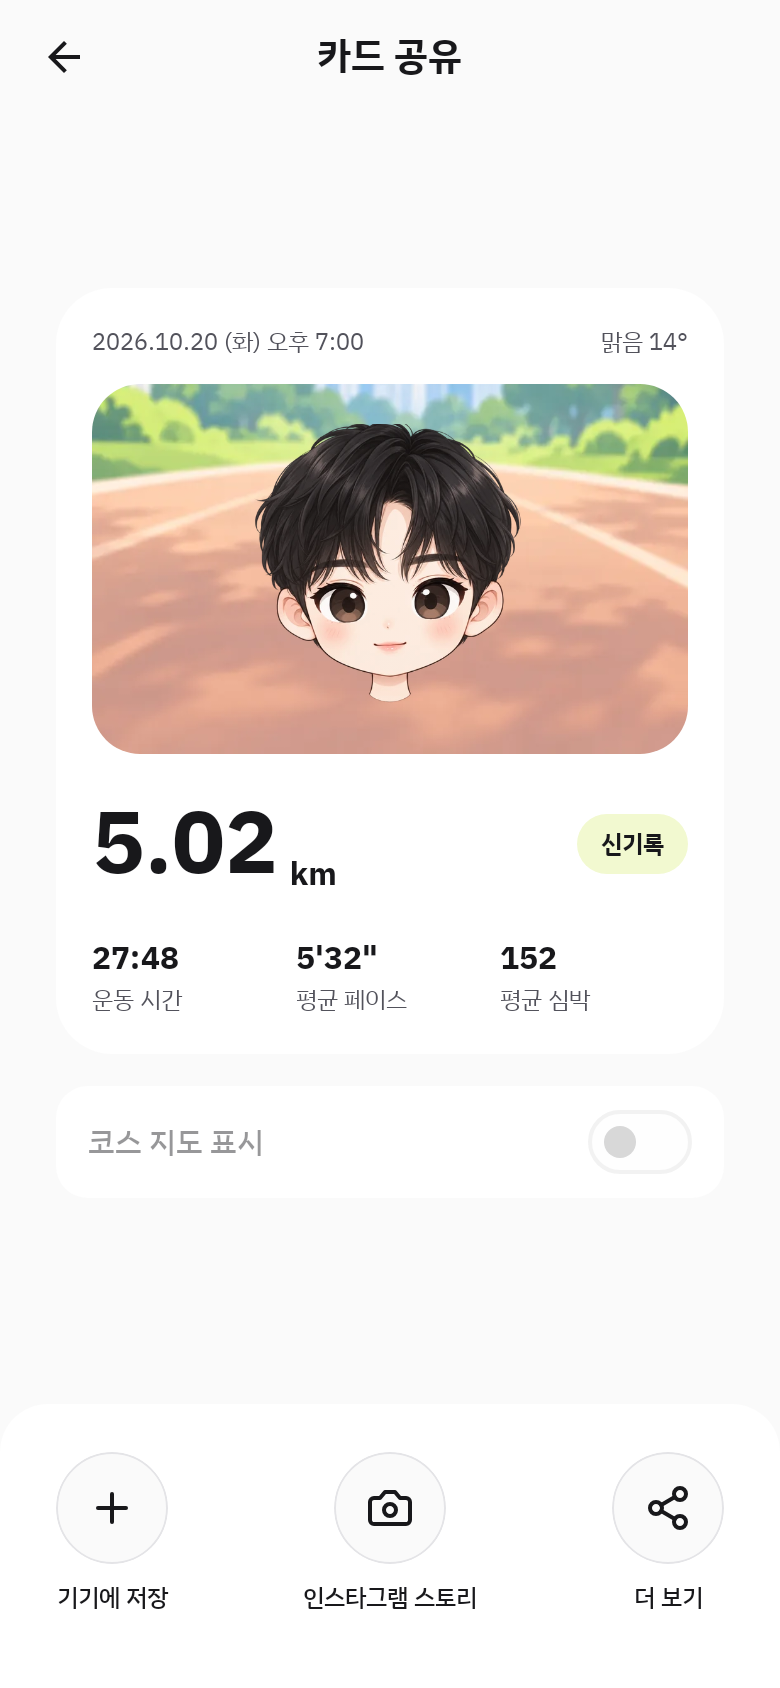 카드 공유
2026.10.20 (화) 오후 7:00 맑음 14°
5.02 km 신기록
27:48 5'32" 152
운동 시간 평균 페이스 평균 심박
코스 지도 표시
기기에 저장 인스타그램 스토리 더 보기